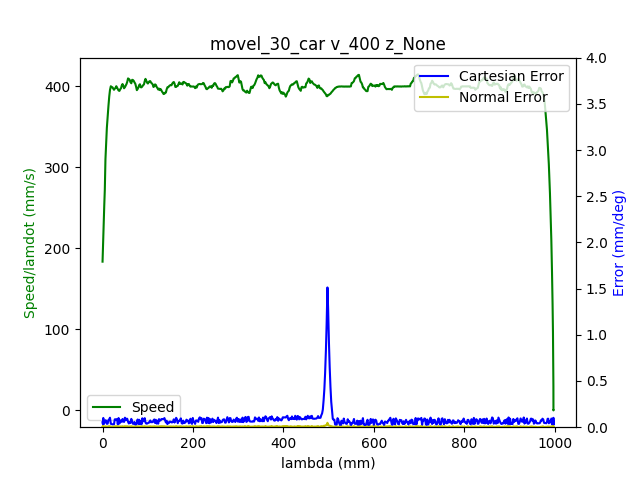 movel_30_car v_400 z_None
Speed/lamdot (mm/s)
400
300
200
100
0
Cartesian Error
Normal Error
Speed
4.0
3.5
3.0
2.5
2.0
1.5
1.0
0.5
0.0
Error (mm/deg)
0
200
400
600
800
1000
lambda (mm)